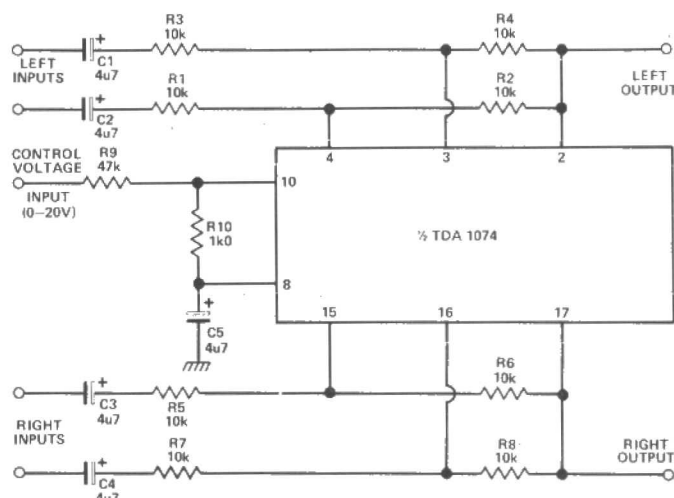 R3
10k
R4
10k
LEFT
INPUTS
C1
4u7
R1
10k
R2
10k
LEFT
OUTPUT
C2
4u7
CONTROL
VOLTAGE
R9
47k
INPUT
(0–20V)
4
3
2
10
R10
1k0
½ TDA 1074
8
C5
4u7
15
16
17
C3
4u7
R5
10k
R6
10k
RIGHT
INPUTS
R7
10k
R8
10k
RIGHT
OUTPUT
C4
4u7